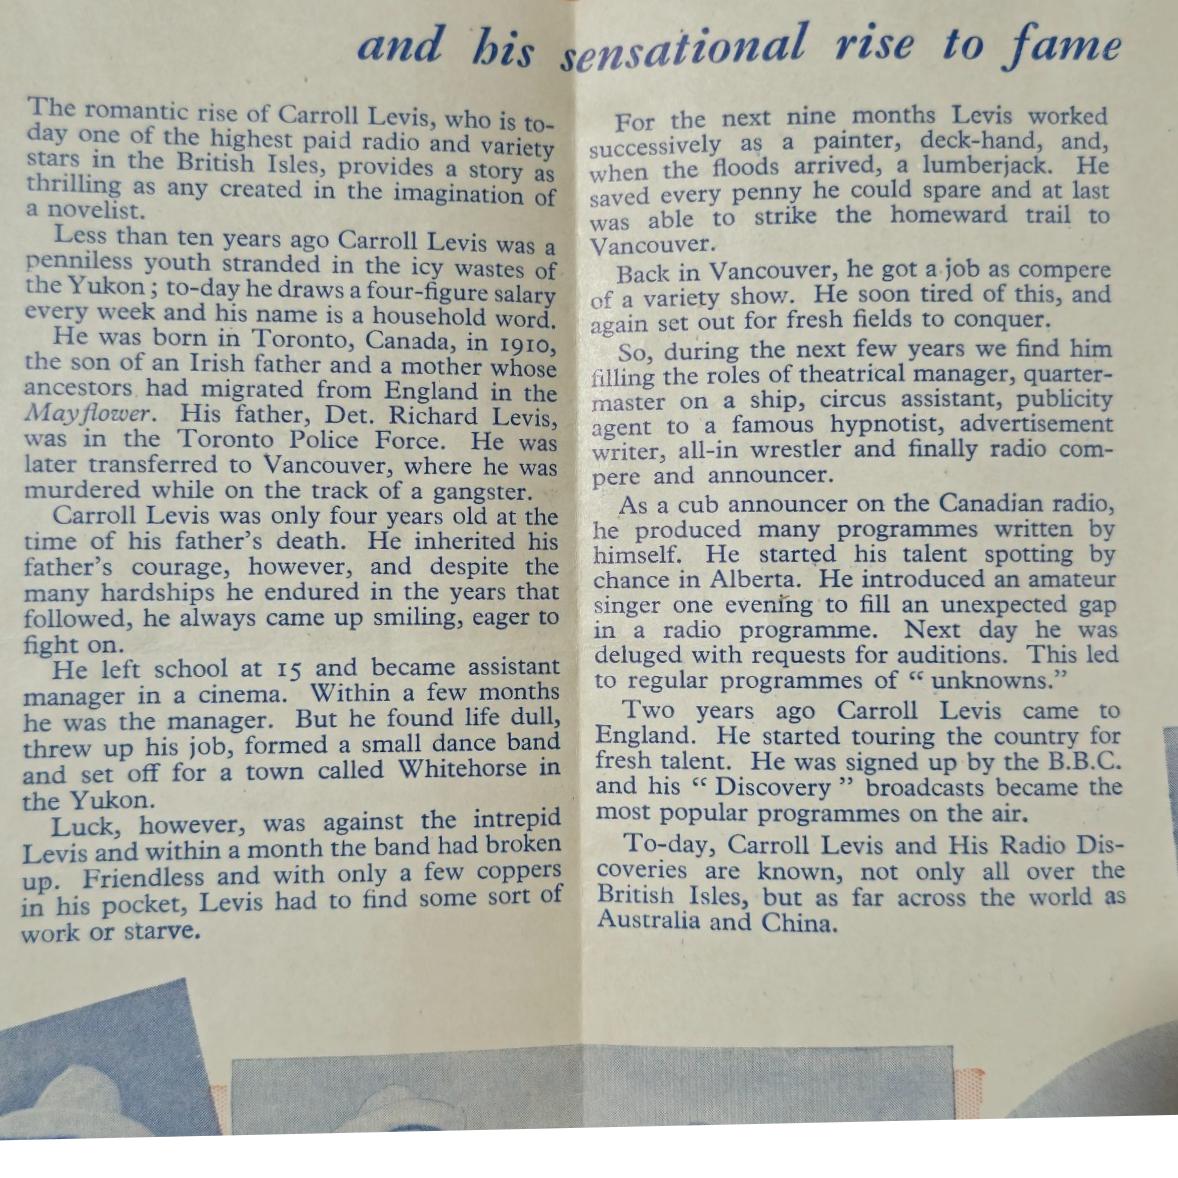 and his sensational rise to fame
The romantic rise of Carroll Levis, who is to-
day one of the highest paid radio and variety
stars in the British Isles, provides a story as
thrilling as any created in the imagination of
a novelist.
Less than ten years ago Carroll Levis was a
penniless youth stranded in the icy wastes of
the Yukon; to-day he draws a four-figure salary
every week and his name is a household word.
He was born in Toronto, Canada, in 1910,
the son of an Irish father and a mother whose
ancestors had migrated from England in the
Mayflower. His father, Det. Richard Levis,
was in the Toronto Police Force. He was
later transferred to Vancouver, where he was
murdered while on the track of a gangster.
Carroll Levis was only four years old at the
time of his father's death. He inherited his
father's courage, however, and despite the
many hardships he endured in the years that
followed, he always came up smiling, eager to
fight on.
He left school at 15 and became assistant
manager in a cinema. Within a few months
he was the manager. But he found life dull,
threw up his job, formed a small dance band
and set off for a town called Whitehorse in
the Yukon.
Luck, however, was against the intrepid
Levis and within a month the band had broken
up. Friendless and with only a few coppers
in his pocket, Levis had to find some sort of
work or starve.
For the next nine months Levis worked
successively as a painter, deck-hand, and,
when the floods arrived, a lumberjack. He
saved every penny he could spare and at last
was able to strike the homeward trail to
Vancouver.
Back in Vancouver, he got a job as compere
of a variety show. He soon tired of this, and
again set out for fresh fields to conquer.
So, during the next few years we find him
filling the roles of theatrical manager, quarter-
master on a ship, circus assistant, publicity
agent to a famous hypnotist, advertisement
writer, all-in wrestler and finally radio com-
pere and announcer.
As a cub announcer on the Canadian radio,
he produced many programmes written by
himself. He started his talent spotting by
chance in Alberta. He introduced an amateur
singer one evening to fill an unexpected gap
in a radio programme. Next day he was
deluged with requests for auditions. This led
to regular programmes of " unknowns."
Two years ago Carroll Levis came to
England. He started touring the country for
fresh talent. He was signed up by the B.B.C.
and his " Discovery " broadcasts became the
most popular programmes on the air.
To-day, Carroll Levis and His Radio Dis-
coveries are known, not only all over the
British Isles, but as far across the world as
Australia and China.